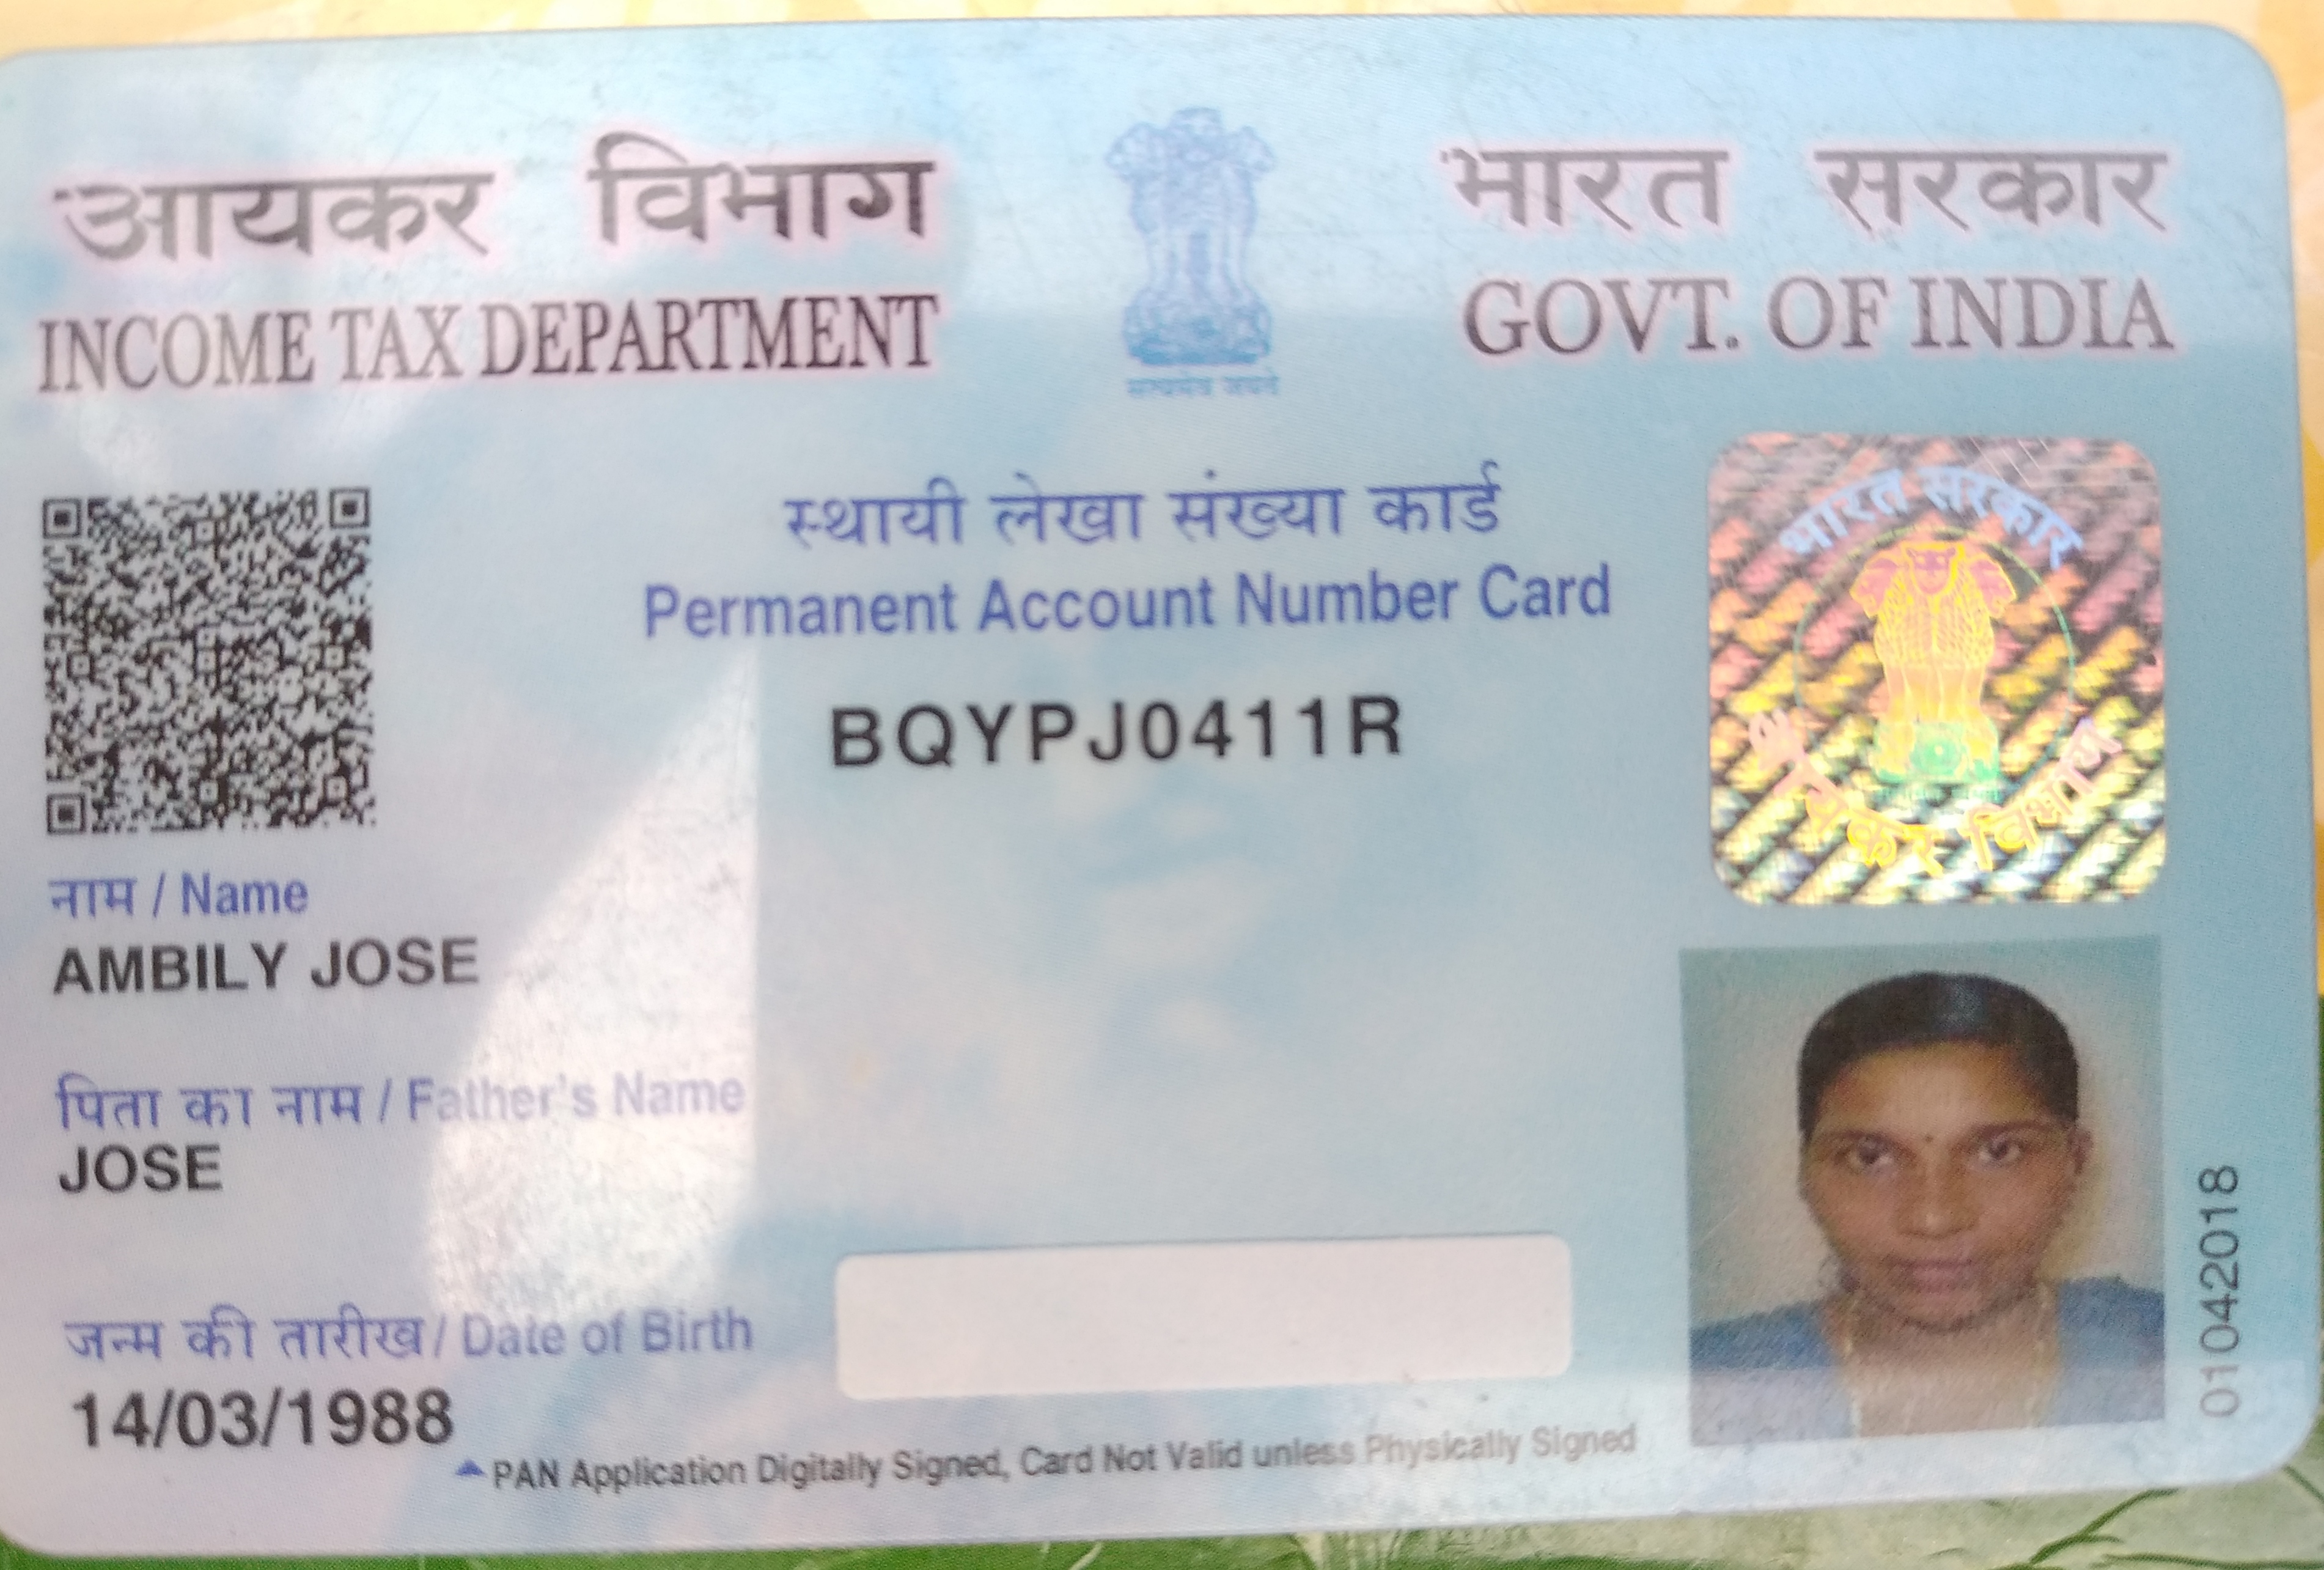 आयकर विभाग
INCOME TAX DEPARTMENT
सत्यमेव जयते
भारत सरकार
GOVT. OF INDIA
स्थायी लेखा संख्या कार्ड
Permanent Account Number Card
BQYPJ0411R
भारत सरकार
आयकर विभाग
नाम / Name
AMBILY JOSE
पिता का नाम / Father's Name
JOSE
जन्म की तारीख / Date of Birth
14/03/1988
PAN Application Digitally Signed, Card Not Valid unless Physically Signed
01042018